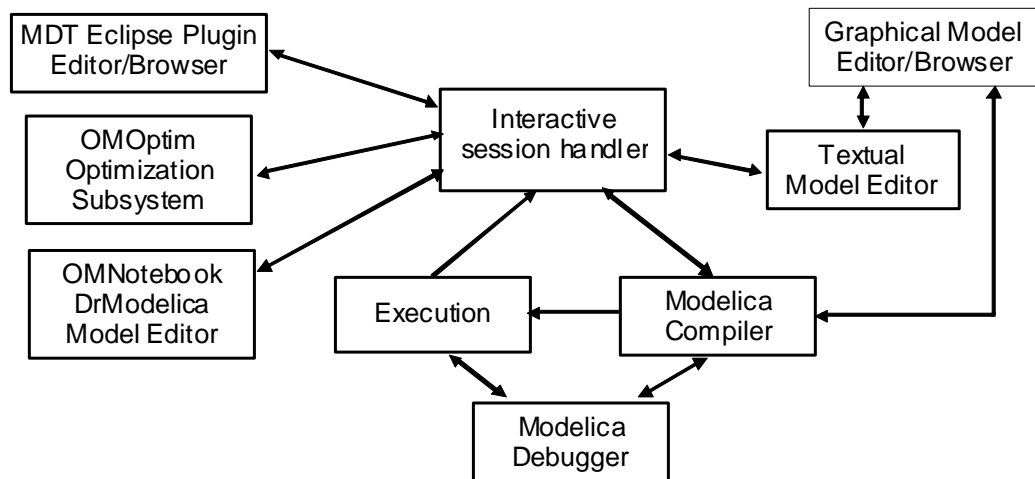 MDT Eclipse Plugin
Editor/Browser
Graphical Model
Editor/Browser
Interactive
session handler
OMOptim
Optimization
Subsystem
Textual
Model Editor
OMNotebook
DrModelica
Model Editor
Execution
Modelica
Compiler
Modelica
Debugger